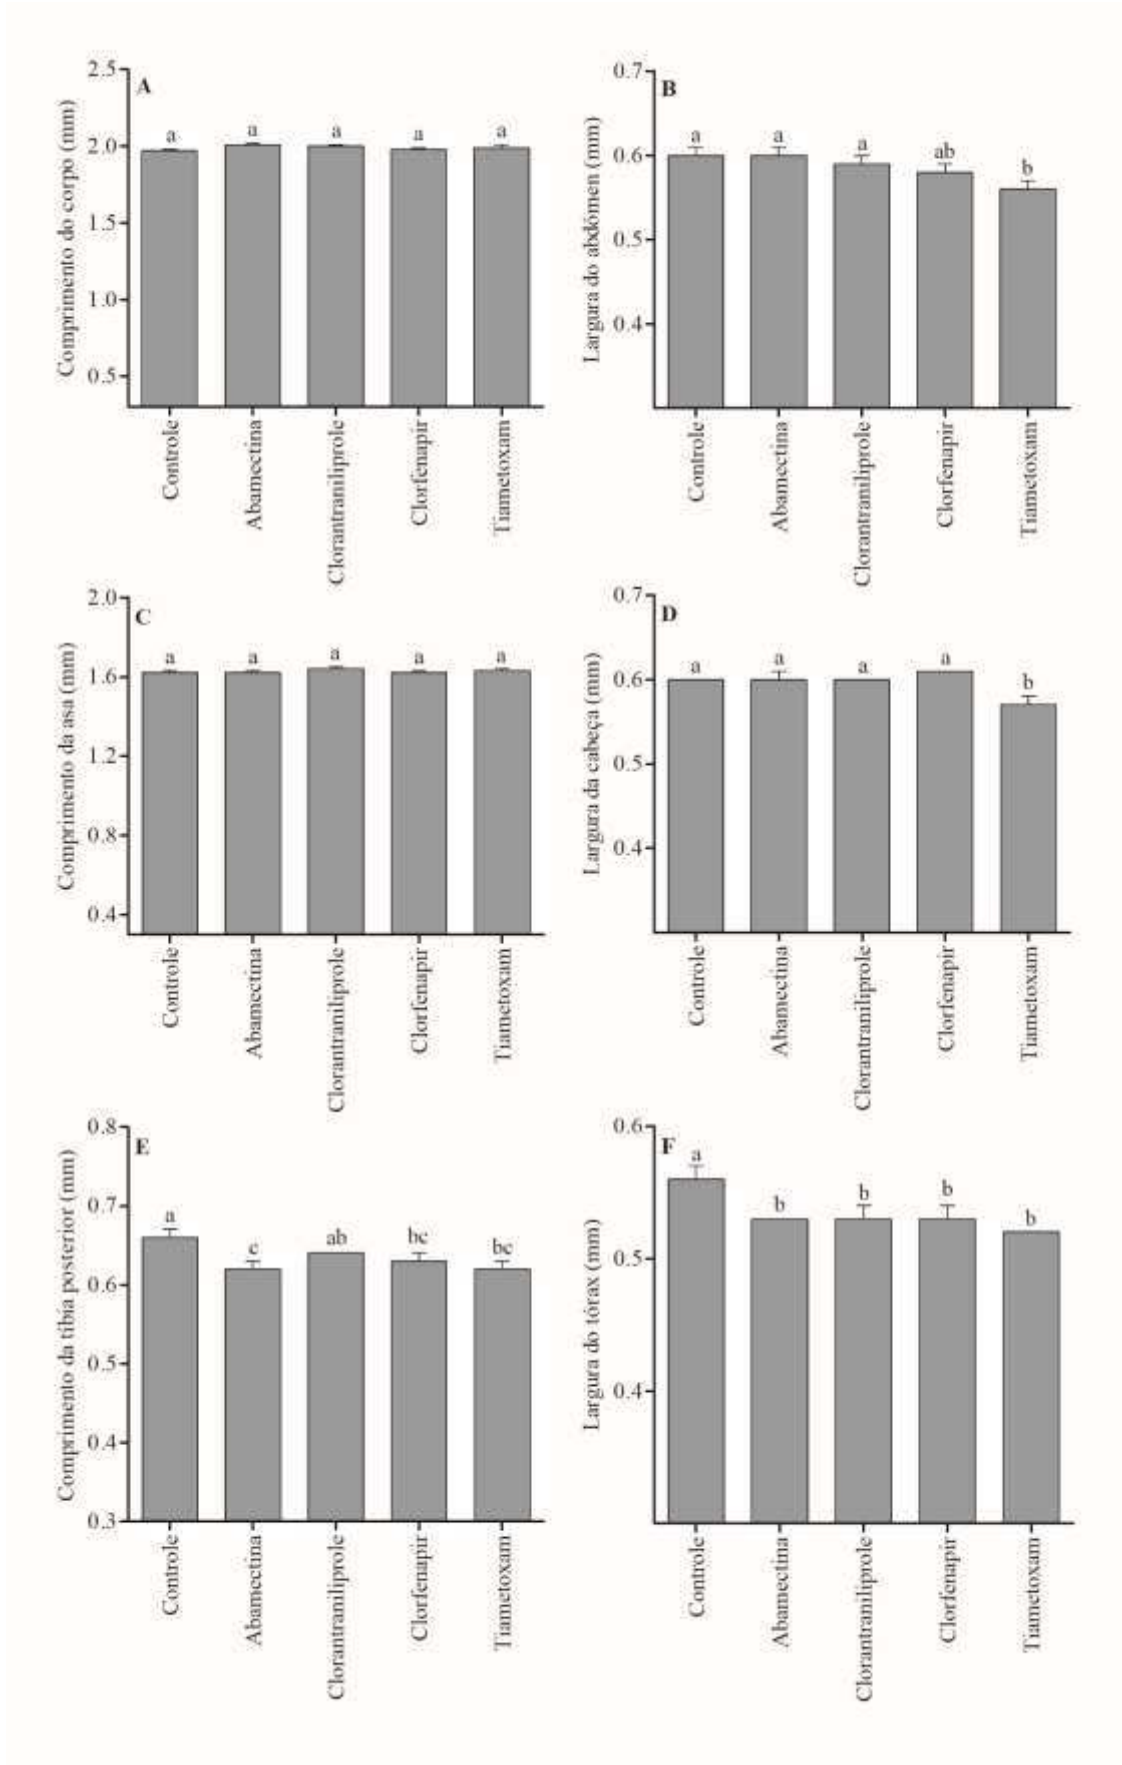 A
Comprimento do corpo (mm)
2.5
2.0
1.5
1.0
0.5
a a a a a
Controle
Abamectina
Clorantraniliprole
Clorfenapir
Tiametoxam
B
Largura do abdômen (mm)
0.7
0.6
0.5
0.4
a a a ab b
Controle
Abamectina
Clorantraniliprole
Clorfenapir
Tiametoxam
C
Comprimento da asa (mm)
2.0
1.6
1.2
0.8
0.4
a a a a a
Controle
Abamectina
Clorantraniliprole
Clorfenapir
Tiametoxam
D
Largura da cabeça (mm)
0.7
0.6
0.5
0.4
a a a a b
Controle
Abamectina
Clorantraniliprole
Clorfenapir
Tiametoxam
E
Comprimento da tíbia posterior (mm)
0.8
0.7
0.6
0.5
0.4
0.3
a c ab bc bc
Controle
Abamectina
Clorantraniliprole
Clorfenapir
Tiametoxam
F
Largura do tórax (mm)
0.6
0.5
0.4
a b b b b
Controle
Abamectina
Clorantraniliprole
Clorfenapir
Tiametoxam